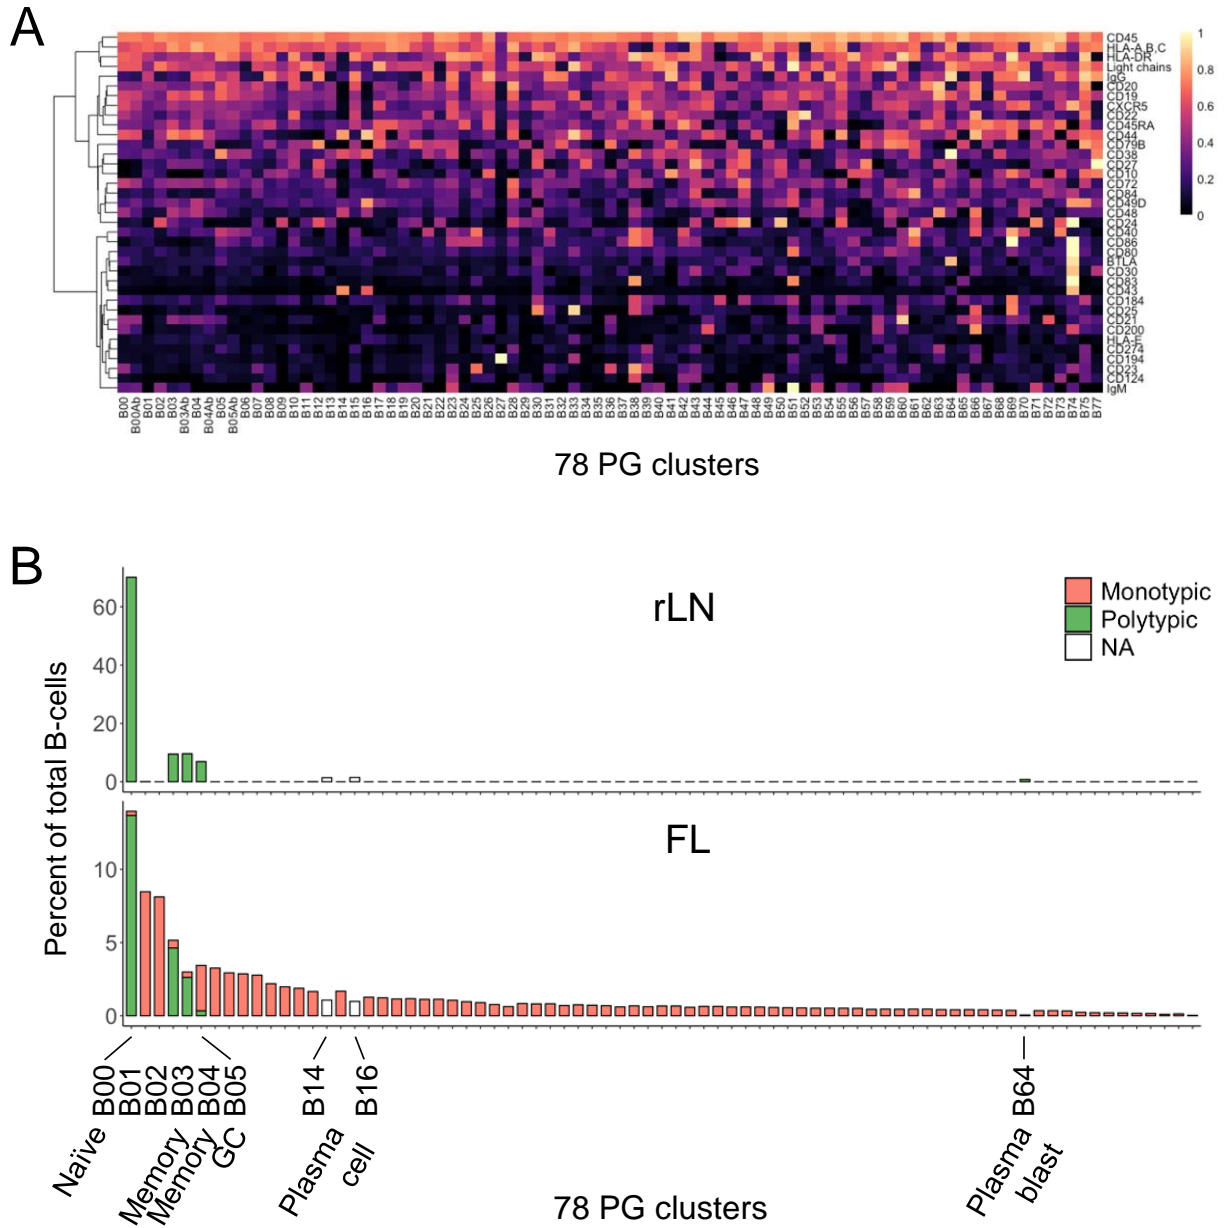 A
CD45
HLA-A,B,C
HLA-DR
Light chains
IgG
CD20
CD19
CXCR5
CD22
CD45RA
CD44
CD79B
CD38
CD27
CD10
CD72
CD84
CD49D
CD48
CD24
CD40
CD86
CD80
BTLA
CD30
CD83
CD43
CD184
CD25
CD21
CD200
HLA-E
CD274
CD194
CD23
CD124
IgM
1
0.8
0.6
0.4
0.2
0
B00
B00Ab
B01
B02
B03
B03Ab
B04
B04Ab
B05
B05Ab
B06
B07
B08
B09
B10
B11
B12
B13
B14
B15
B16
B17
B18
B19
B20
B21
B22
B23
B24
B25
B26
B27
B28
B29
B30
B31
B32
B33
B34
B35
B36
B37
B38
B39
B40
B41
B42
B43
B44
B45
B46
B47
B48
B49
B50
B51
B52
B53
B54
B55
B56
B57
B58
B59
B60
B61
B62
B63
B64
B65
B66
B67
B68
B69
B70
B71
B72
B73
B74
B75
B77
78 PG clusters
B
rLN
Monotypic
Polytypic
NA
60
40
20
0
Percent of total B-cells
FL
10
5
0
B00
B01
B02
B03
B04
B05
B14
B16
B64
Naïve
Memory
Memory
GC
Plasma
cell
Plasma
blast
78 PG clusters